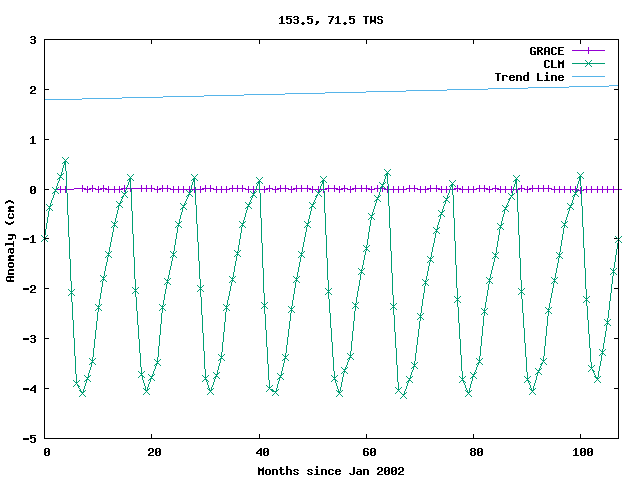 153.5, 71.5 TWS
GRACE
CLM
Trend Line
3
2
1
0
-1
-2
-3
-4
-5
Anomaly (cm)
0 20 40 60 80 100
Months since Jan 2002